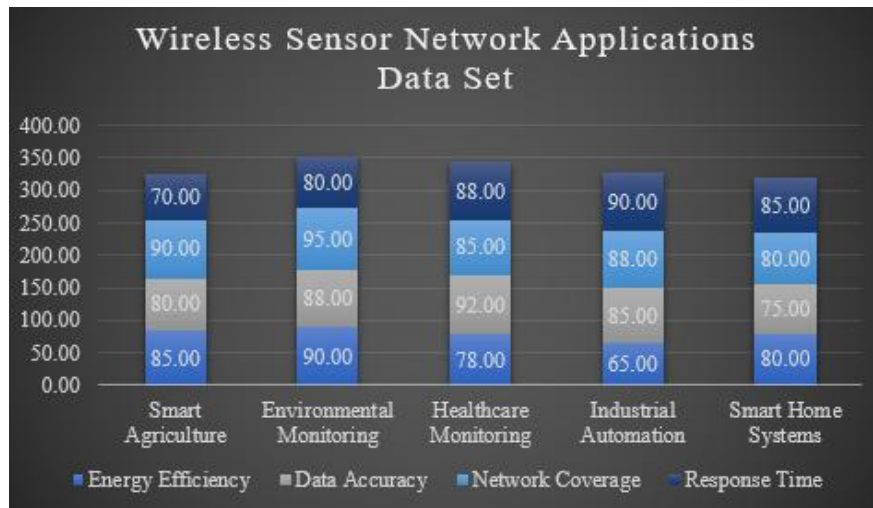 Wireless Sensor Network Applications
Data Set
400.00
350.00
300.00
250.00
200.00
150.00
100.00
50.00
0.00
70.00 80.00 88.00 90.00 85.00
90.00 95.00 85.00 88.00 80.00
80.00 88.00 92.00 85.00 75.00
85.00 90.00 78.00 65.00 80.00
Smart Agriculture
Environmental Monitoring
Healthcare Monitoring
Industrial Automation
Smart Home Systems
Energy Efficiency Data Accuracy Network Coverage Response Time